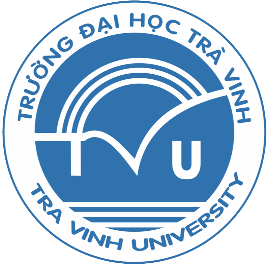 TRƯỜNG ĐẠI HỌC TRÀ VINH
TVU
TRA VINH UNIVERSITY